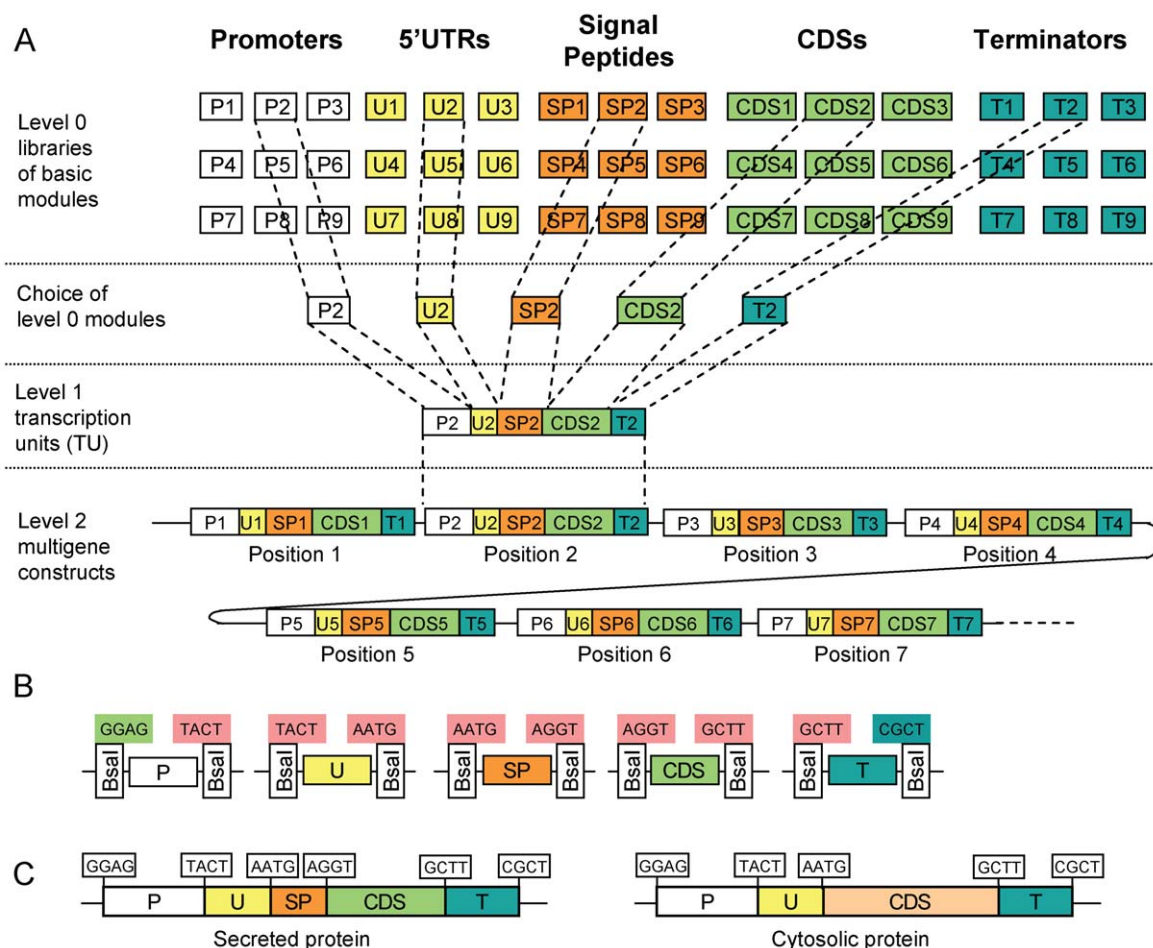 A
Promoters 5'UTRs Signal Peptides CDSs Terminators
Level 0 libraries of basic modules
P1 P2 P3 U1 U2 U3 SP1 SP2 SP3 CDS1 CDS2 CDS3 T1 T2 T3
P4 P5 P6 U4 U5 U6 SP4 SP5 SP6 CDS4 CDS5 CDS6 T4 T5 T6
P7 P8 P9 U7 U8 U9 SP7 SP8 SP9 CDS7 CDS8 CDS9 T7 T8 T9
Choice of level 0 modules
P2 U2 SP2 CDS2 T2
Level 1 transcription units (TU)
P2 U2 SP2 CDS2 T2
Level 2 multigene constructs
P1 U1 SP1 CDS1 T1 P2 U2 SP2 CDS2 T2 P3 U3 SP3 CDS3 T3 P4 U4 SP4 CDS4 T4
Position 1 Position 2 Position 3 Position 4
P5 U5 SP5 CDS5 T5 P6 U6 SP6 CDS6 T6 P7 U7 SP7 CDS7 T7
Position 5 Position 6 Position 7
B
GGAG TACT TACT AATG AATG AGGT AGGT GCTT GCTT CGCT
BsaI P BsaI BsaI U BsaI BsaI SP BsaI BsaI CDS BsaI BsaI T BsaI
C
GGAG TACT AATG AGGT GCTT CGCT GGAG TACT AATG GCTT CGCT
P U SP CDS T P U CDS T
Secreted protein Cytosolic protein